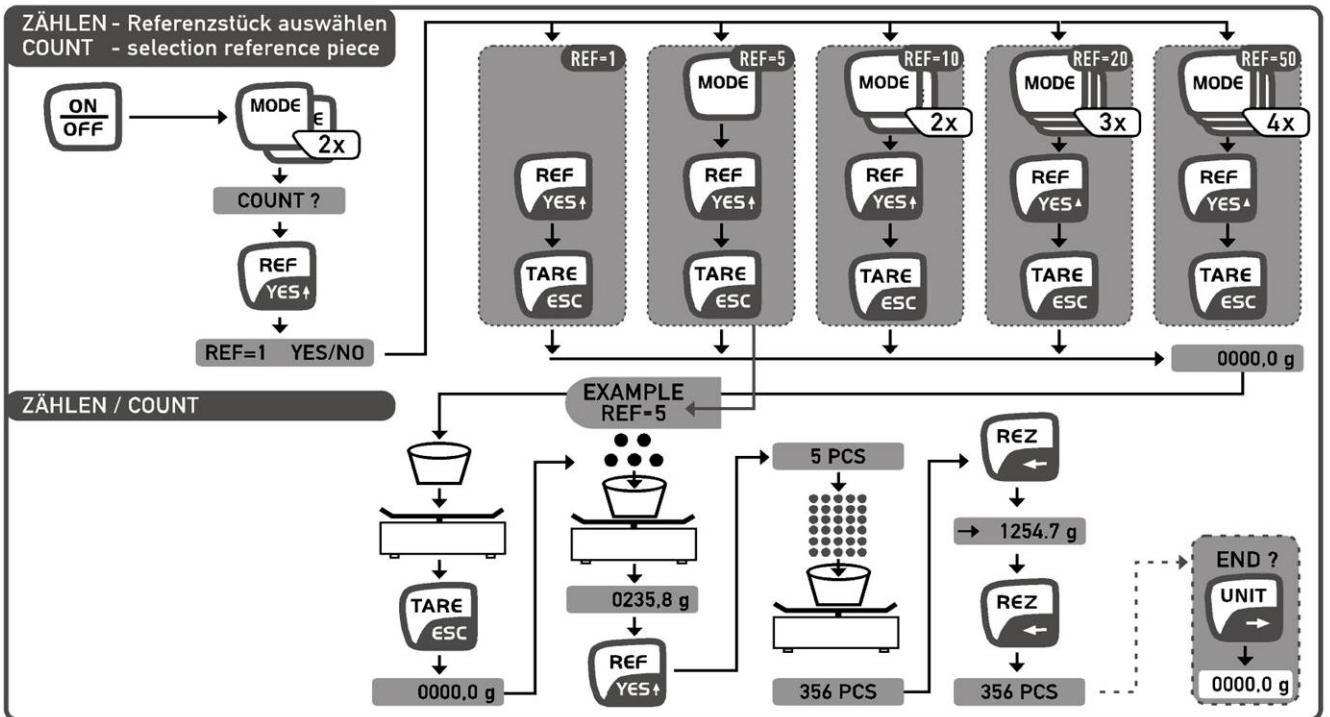 ZÄHLEN - Referenzstück auswählen
COUNT - selection reference piece
ON
OFF
MODE
E
2x
COUNT ?
REF
YES
REF=1 YES/NO
REF=1
REF
YES
TARE
ESC
REF=5
MODE
REF
YES
TARE
ESC
REF=10
MODE
2x
REF
YES
TARE
ESC
REF=20
MODE
3x
REF
YES
TARE
ESC
REF=50
MODE
4x
REF
YES
TARE
ESC
0000,0 g
ZÄHLEN / COUNT
TARE
ESC
0000,0 g
EXAMPLE
REF=5
0235,8 g
REF
YES
5 PCS
356 PCS
REZ
1254.7 g
REZ
356 PCS
END ?
UNIT
0000,0 g